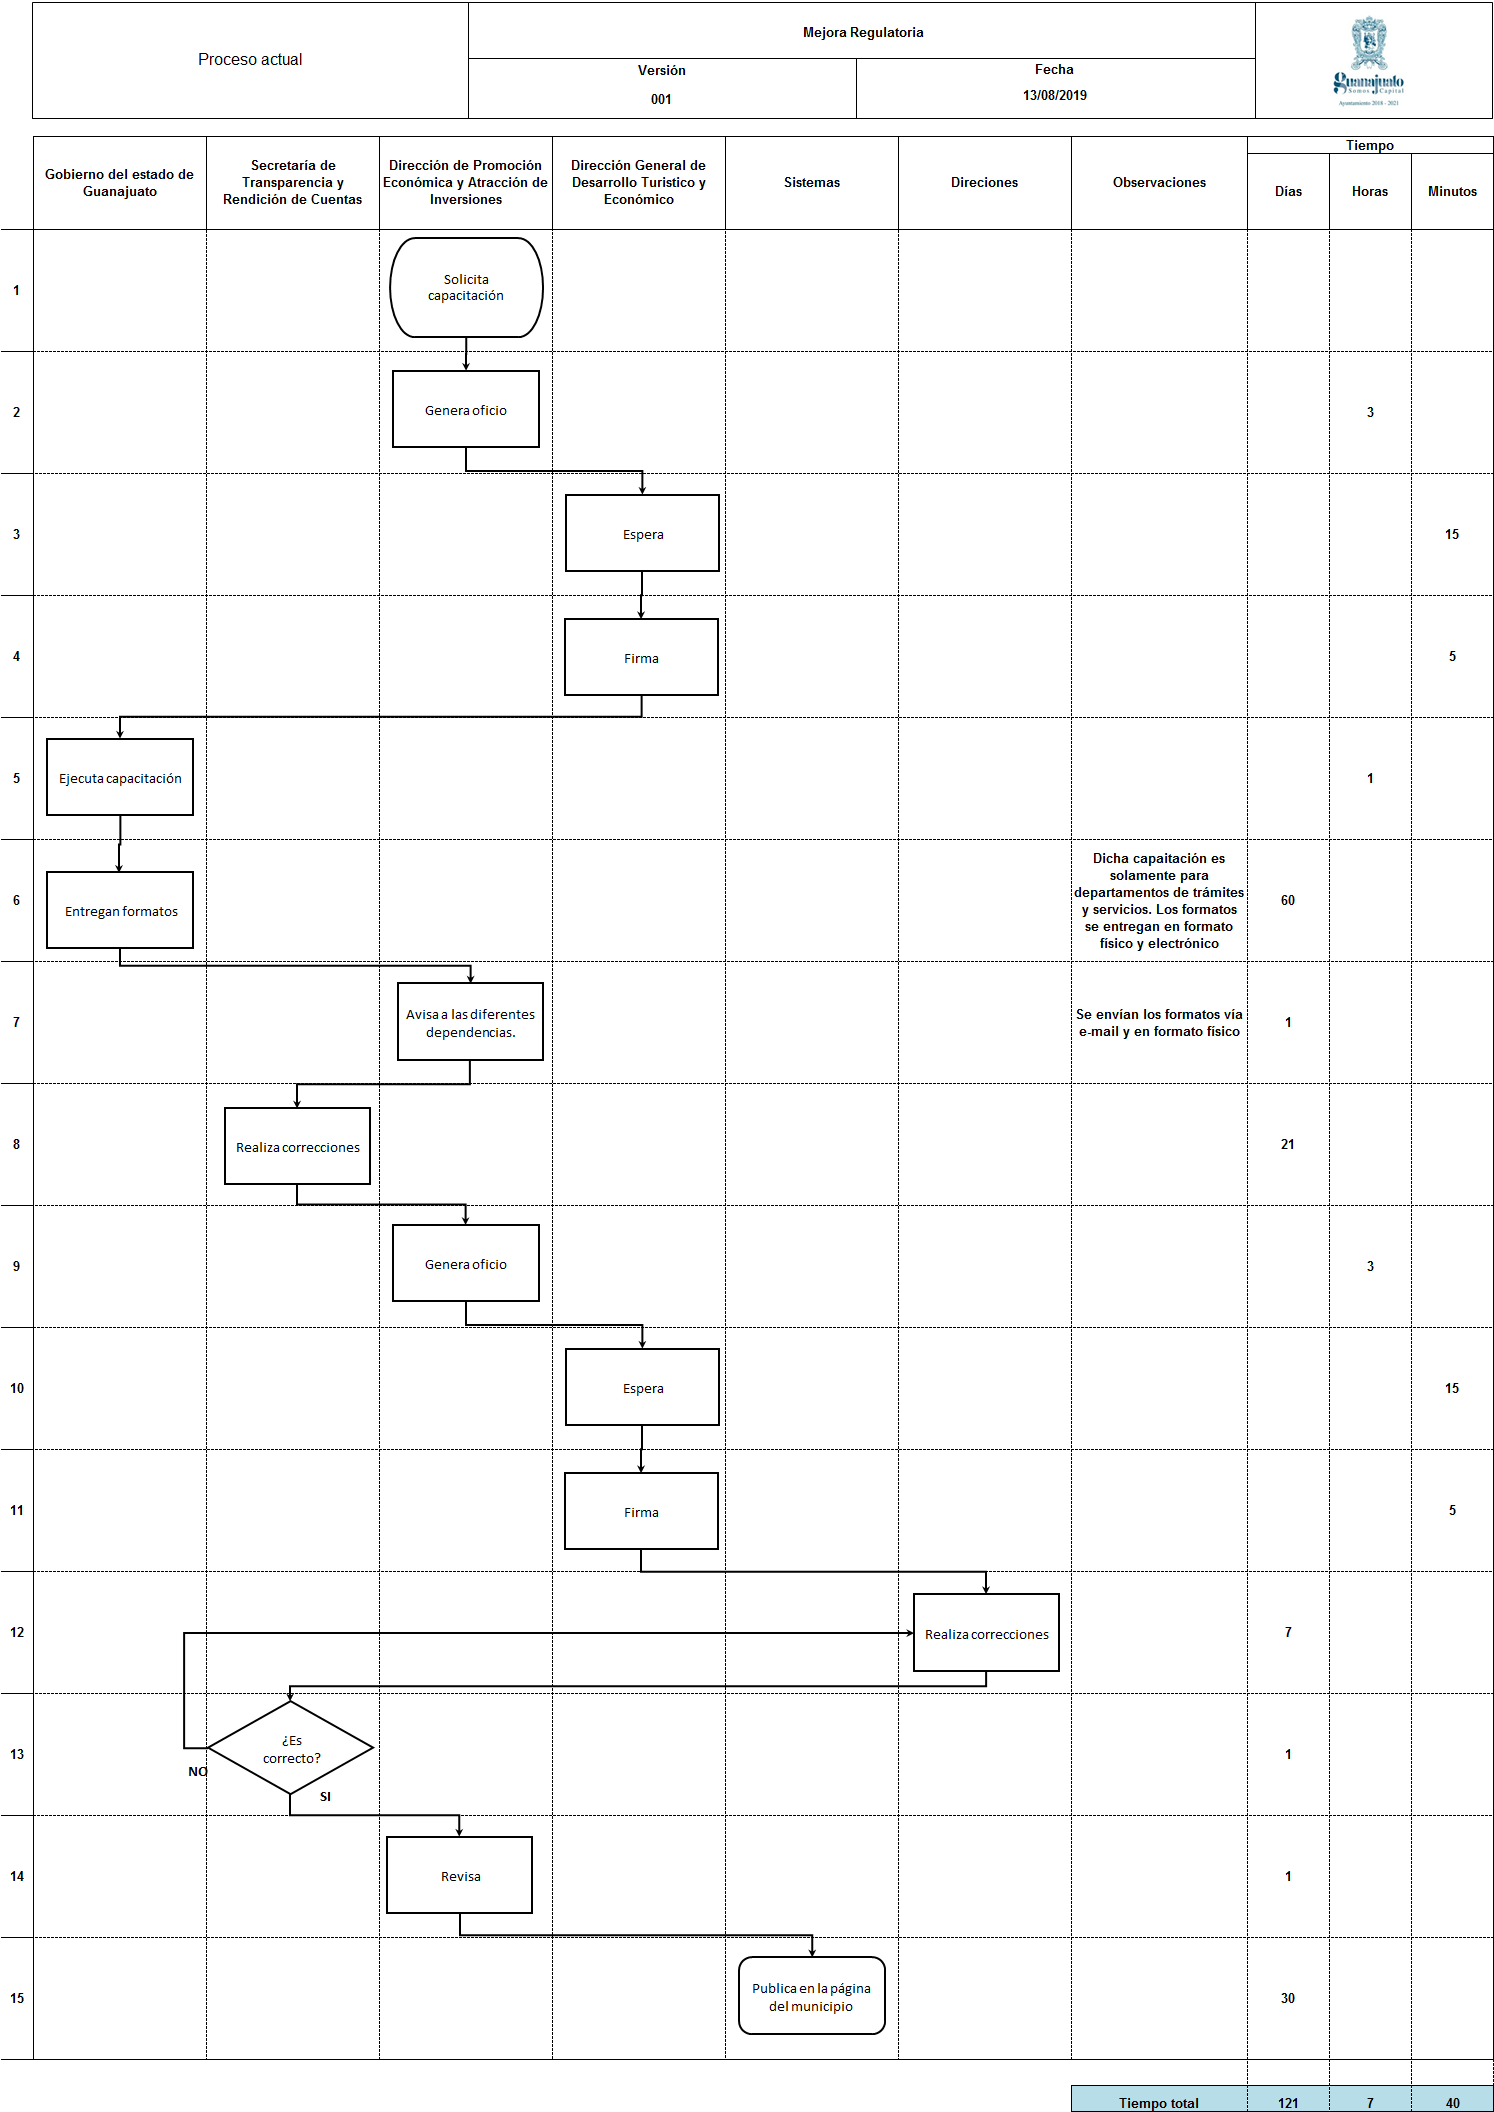 Proceso actual
Mejora Regulatoria
Versión
001
Fecha
13/08/2019
Guanajuato
Somos Capital
Ayuntamiento 2018 - 2021
Gobierno del estado de
Guanajuato
Secretaría de
Transparencia y
Rendición de Cuentas
Dirección de Promoción
Económica y Atracción de
Inversiones
Dirección General de
Desarrollo Turistico y
Económico
Sistemas
Direciones
Observaciones
Tiempo
Días
Horas
Minutos
1
Solicita
capacitación
2
Genera oficio
3
3
Espera
15
4
Firma
5
5
Ejecuta capacitación
1
6
Entregan formatos
Dicha capaitación es
solamente para
departamentos de trámites
y servicios. Los formatos
se entregan en formato
físico y electrónico
60
7
Avisa a las diferentes
dependencias.
Se envían los formatos vía
e-mail y en formato físico
1
8
Realiza correcciones
21
9
Genera oficio
3
10
Espera
15
11
Firma
5
12
Realiza correcciones
7
13
¿Es
correcto?
NO
SI
1
14
Revisa
1
15
Publica en la página
del municipio
30
Tiempo total
121
7
40